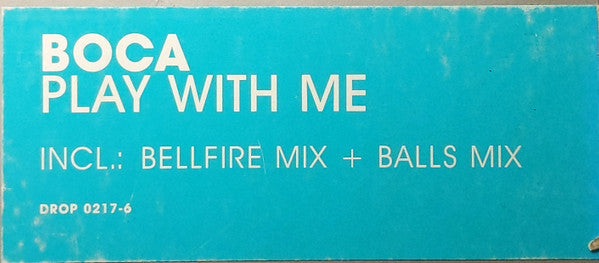 BOCA
PLAY WITH ME
INCL.: BELLFIRE MIX + BALLS MIX
DROP 0217-6